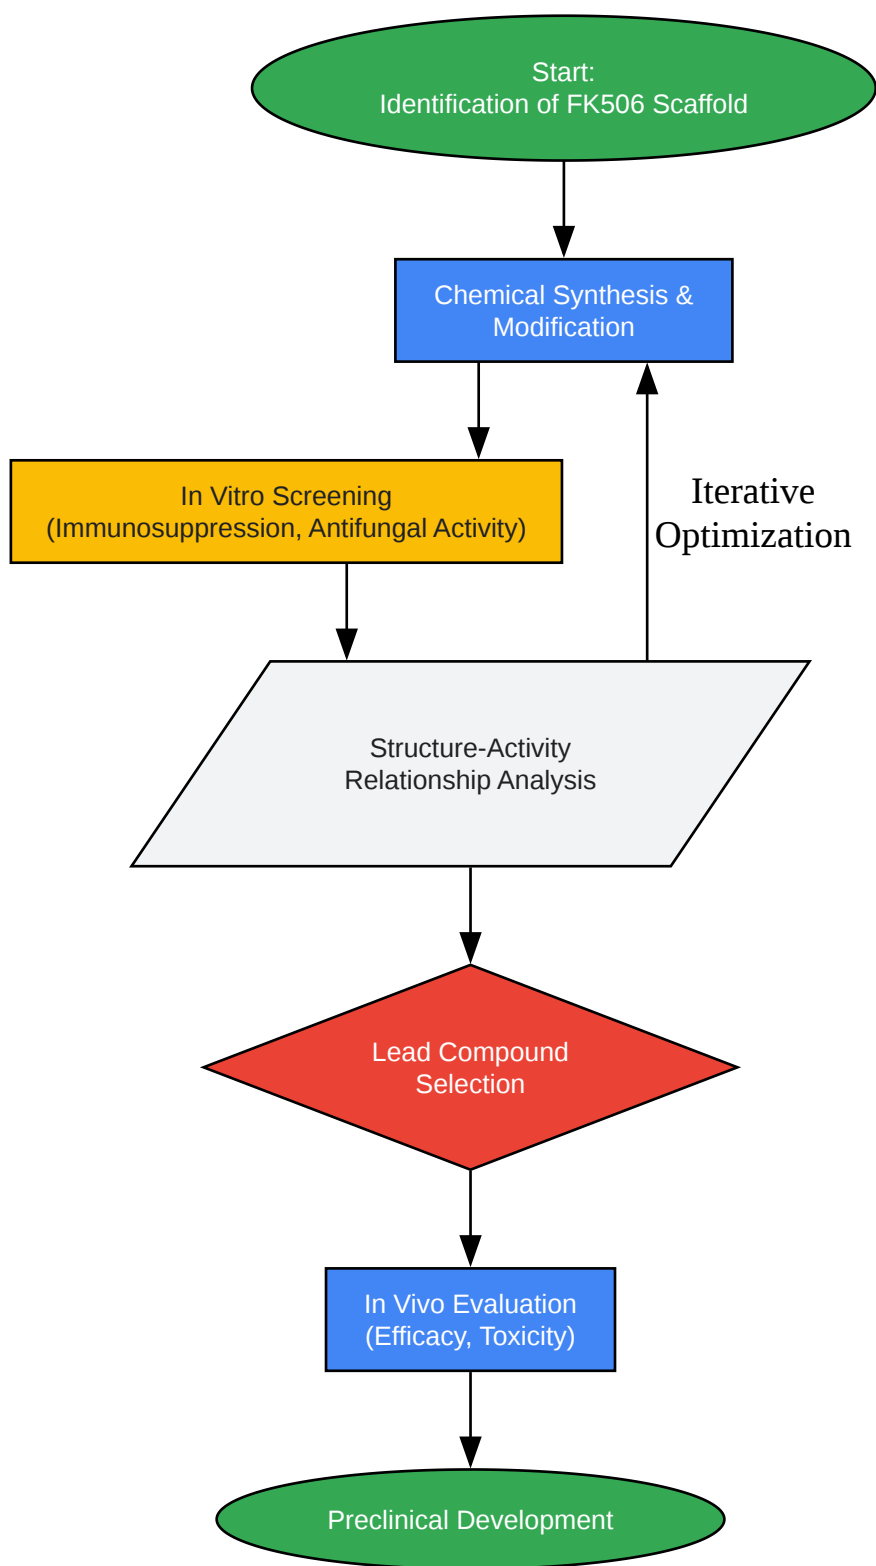 Start:
Identification of FK506 Scaffold
Chemical Synthesis &
Modification
In Vitro Screening
(Immunosuppression, Antifungal Activity)
Iterative
Optimization
Structure-Activity
Relationship Analysis
Lead Compound
Selection
In Vivo Evaluation
(Efficacy, Toxicity)
Preclinical Development